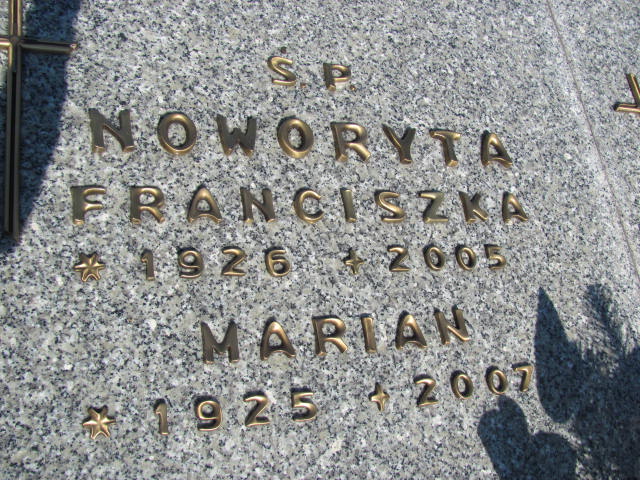 Ś.P.
NOWORYTA
FRANCISZKA
* 1926 + 2005
MARIAN
* 1925 + 2007